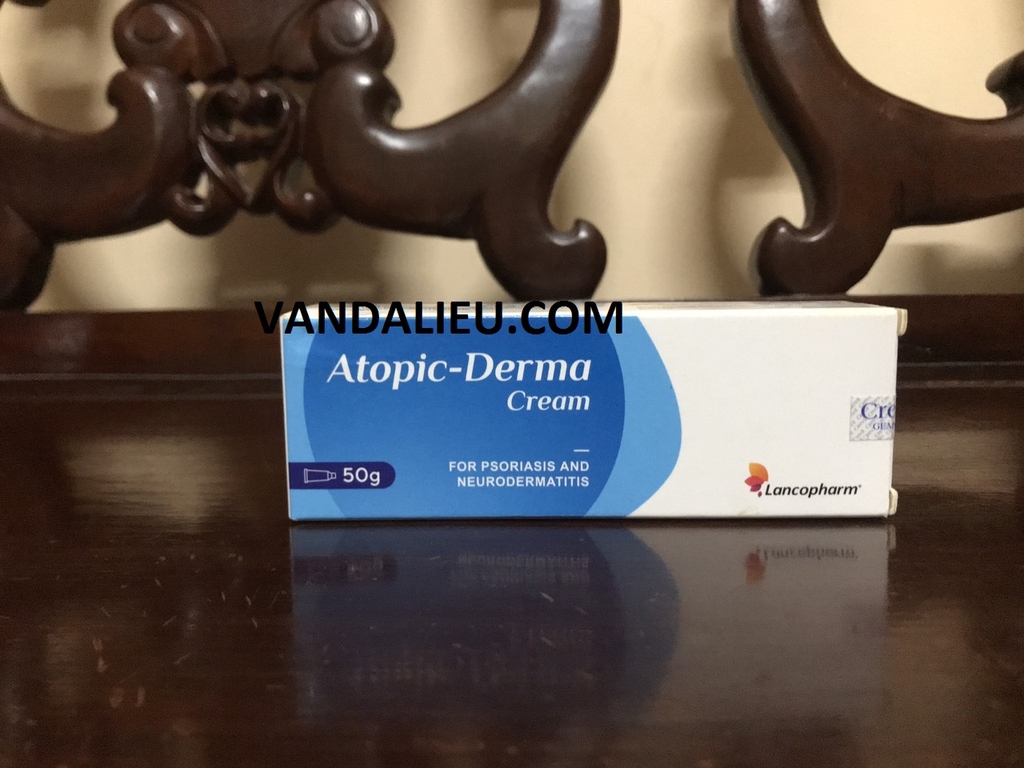 VANDALIEU.COM
Atopic-Derma
Cream
50g
FOR PSORIASIS AND
NEURODERMATITIS
Lancopharm